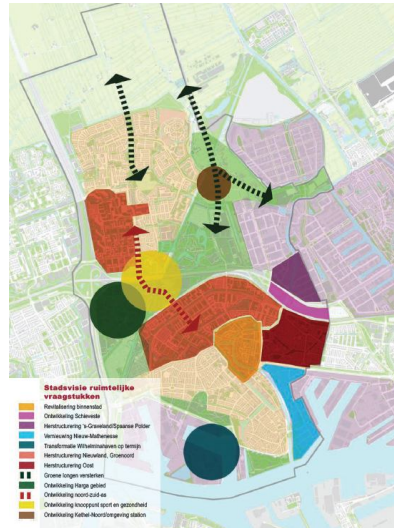 Stadsvisie ruimtelijke
vraagstukken
Revitalisering binnenstad
Ontwikkeling Schieveste
Herstructurering 's-Graveland/Spaanse Polder
Vernieuwing Nieuw-Mathenesse
Transformatie Wilhelminahaven op termijn
Herstructurering Nieuwland, Groenoord
Herstructurering Oost
Groene longen versterken
Ontwikkeling Harga gebied
Ontwikkeling noord-zuid-as
Ontwikkeling knooppunt sport en gezondheid
Ontwikkeling Kethel-Noord/omgeving station